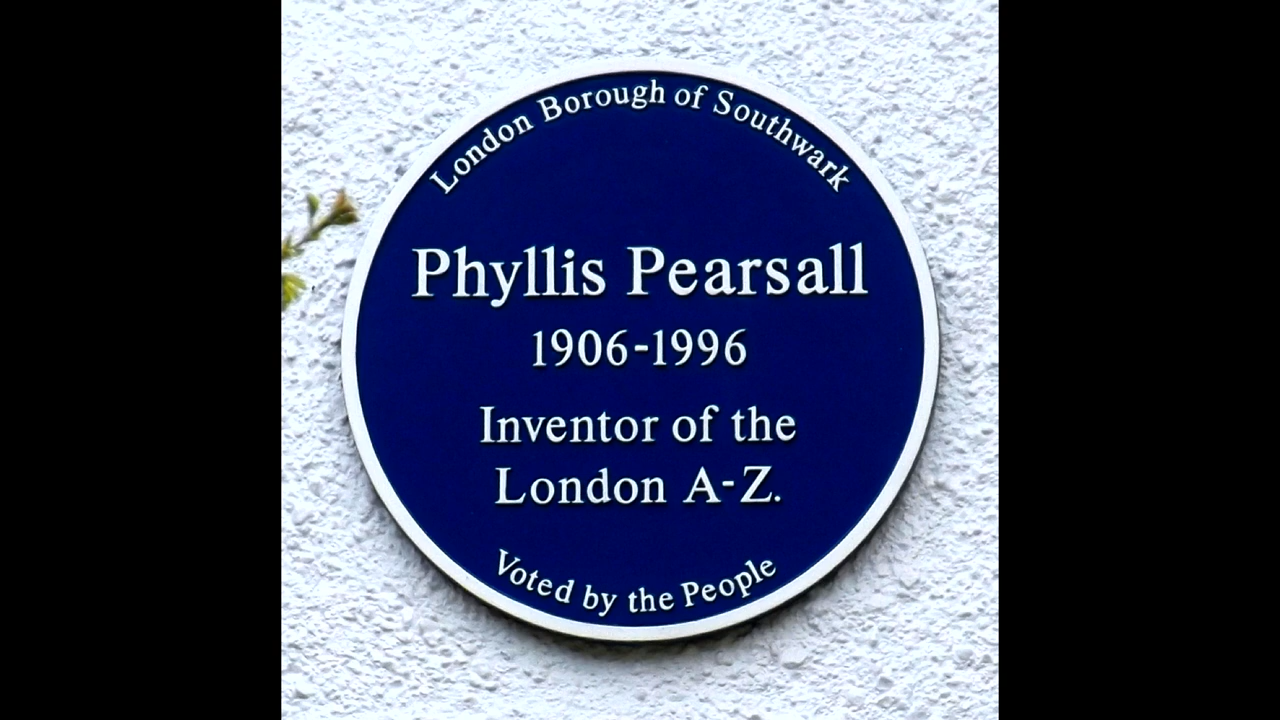 London Borough of Southwark
Phyllis Pearsall
1906-1996
Inventor of the
London A-Z.
Voted by the People